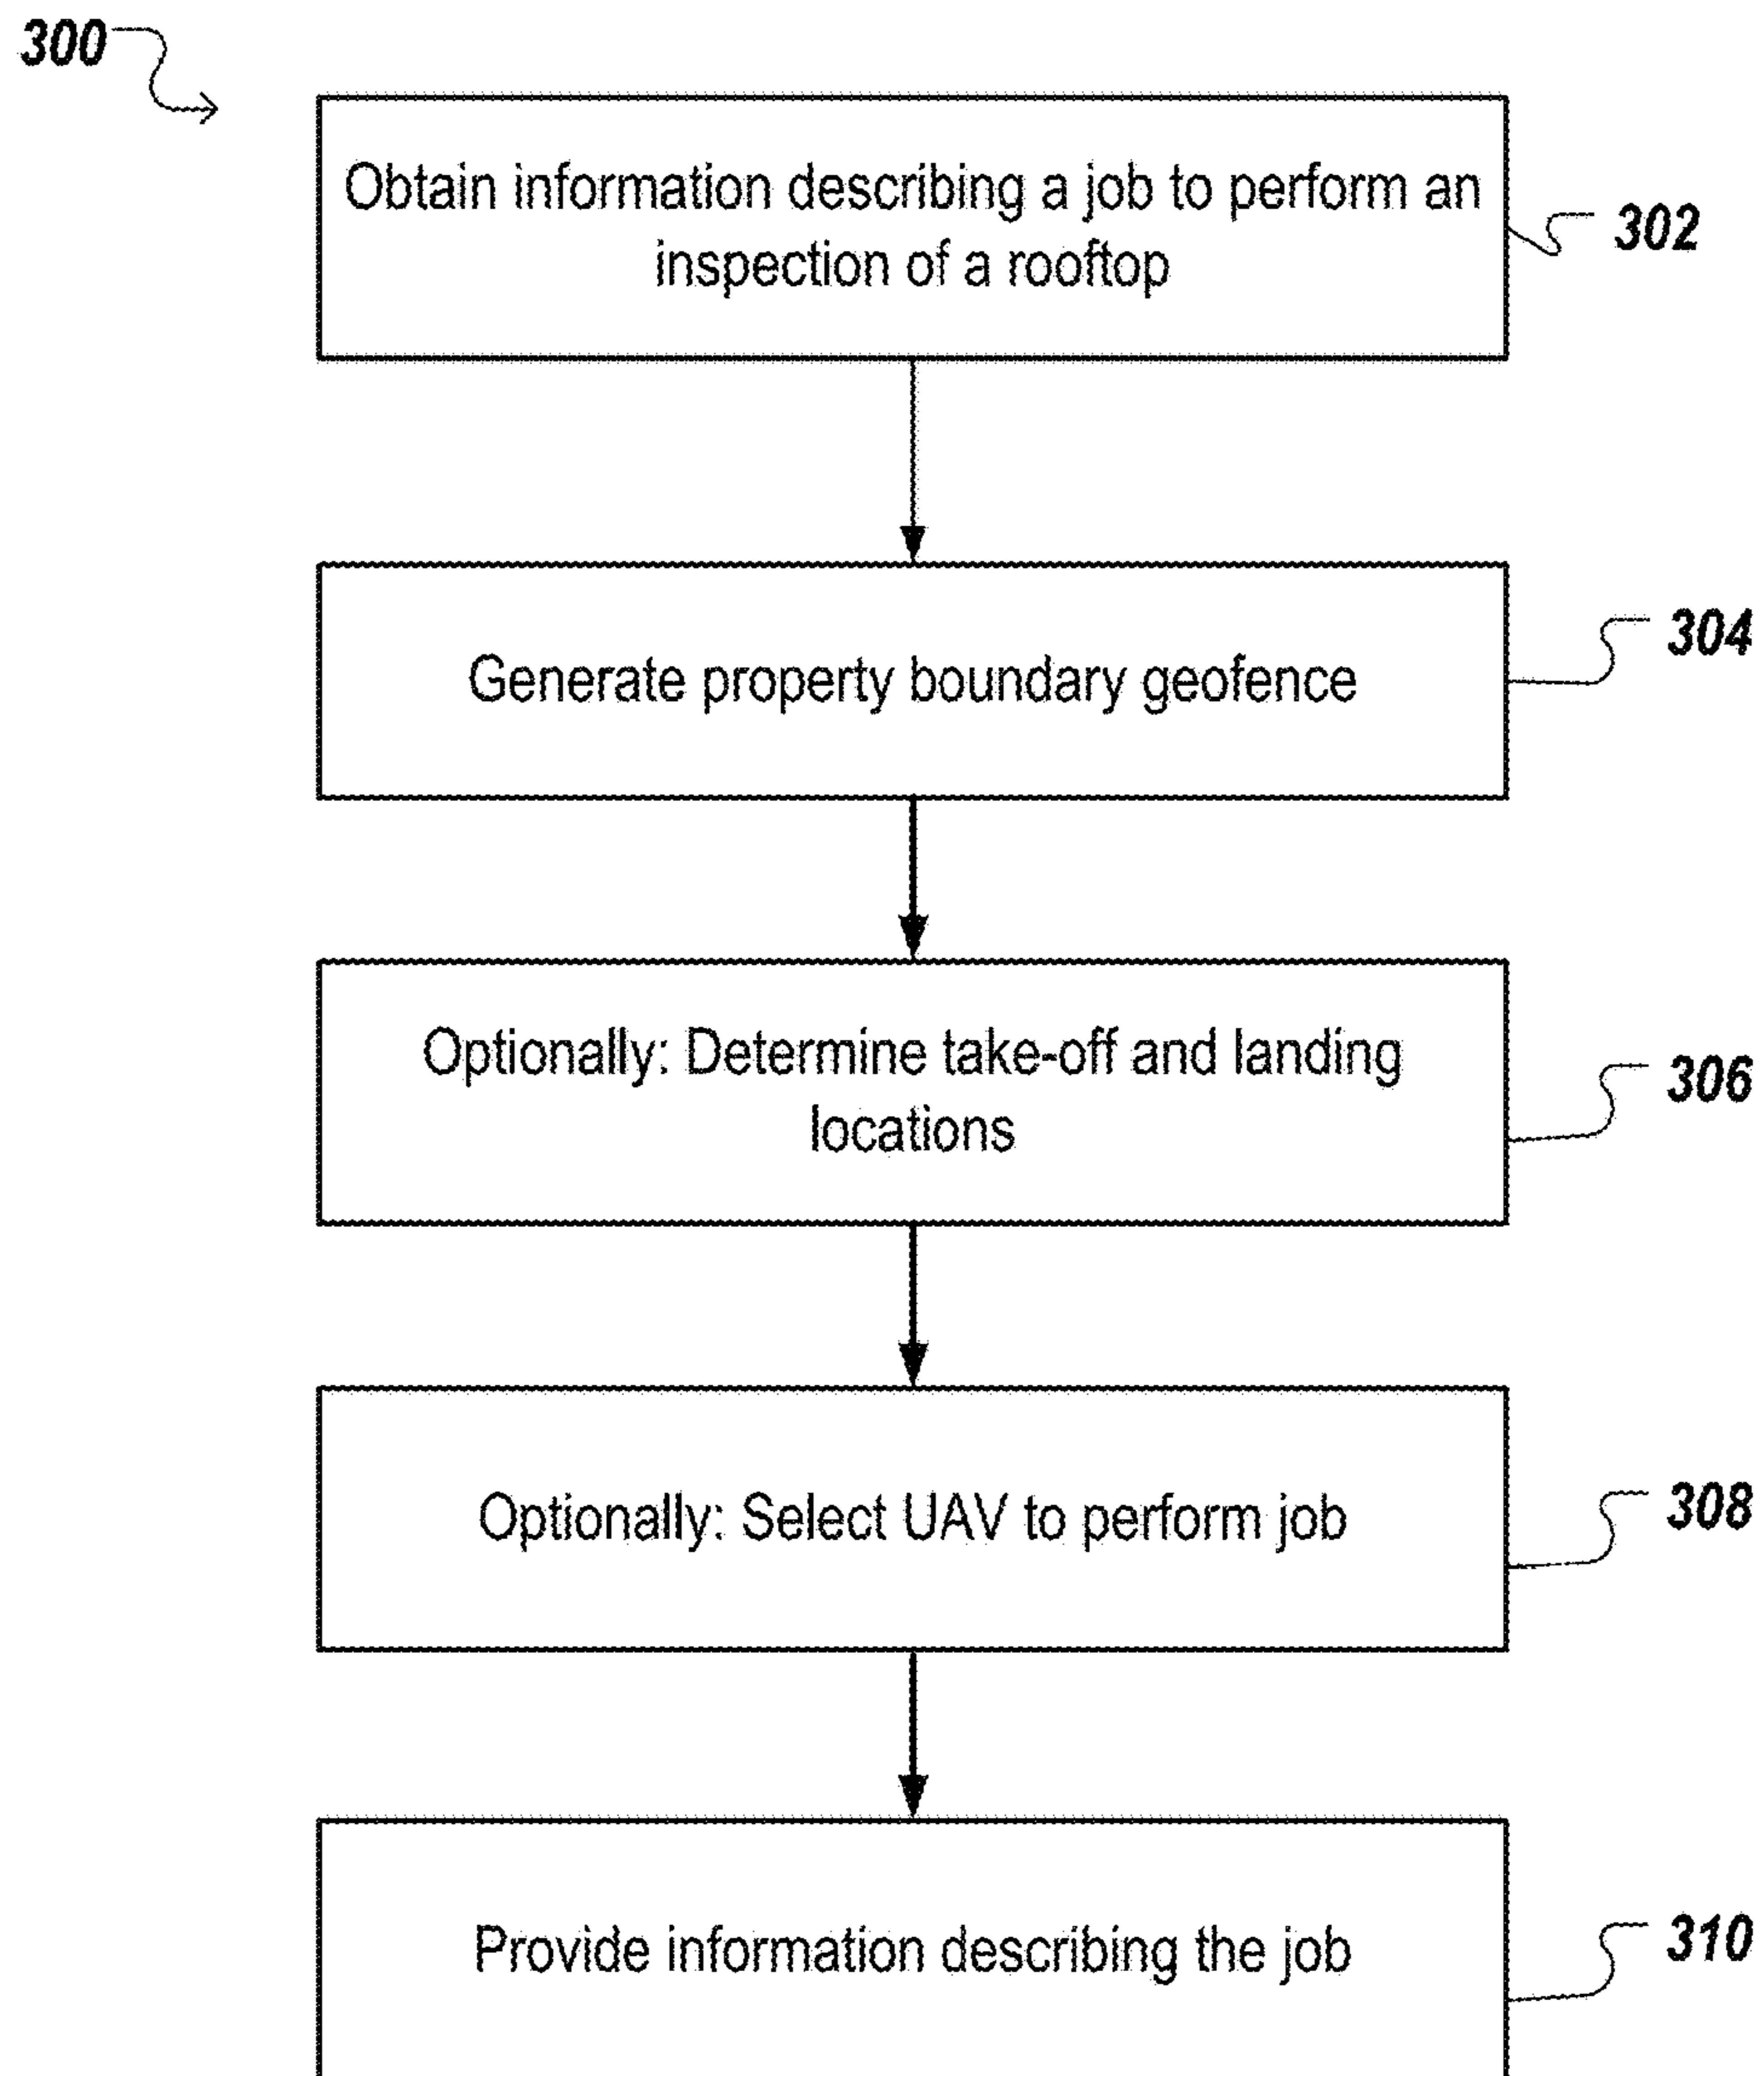 300
Obtain information describing a job to perform an
inspection of a rooftop
302
Generate property boundary geofence
304
Optionally: Determine take-off and landing
locations
306
Optionally: Select UAV to perform job
308
Provide information describing the job
310